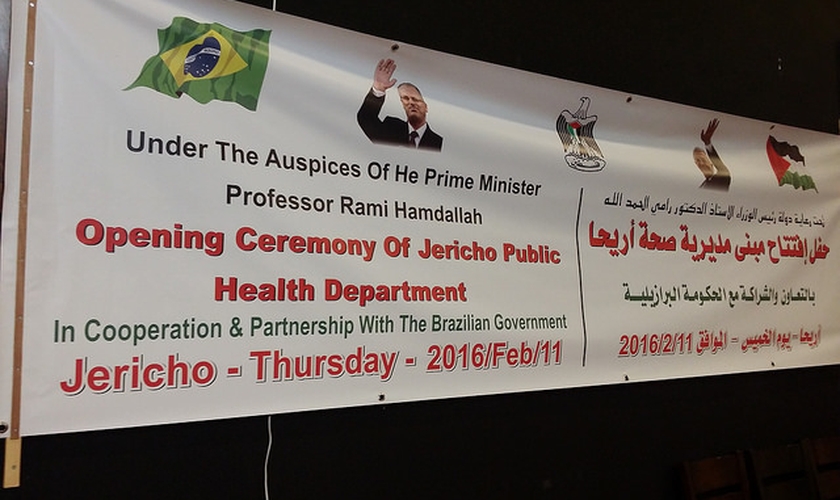 Under The Auspices Of He Prime Minister
Professor Rami Hamdallah
Opening Ceremony Of Jericho Public
Health Department
In Cooperation & Partnership With The Brazilian Government
Jericho - Thursday - 2016/Feb/11
تحت رعاية دولة رئيس الوزراء الاستاذ الدكتور رامي الحمد الله
حفل إفتتاح مبنى مديرية صحة أريحا
بالتعاون والشراكة مع الحكومة البرازيلية
أريحا - يوم الخميس - الموافق 2016/2/11